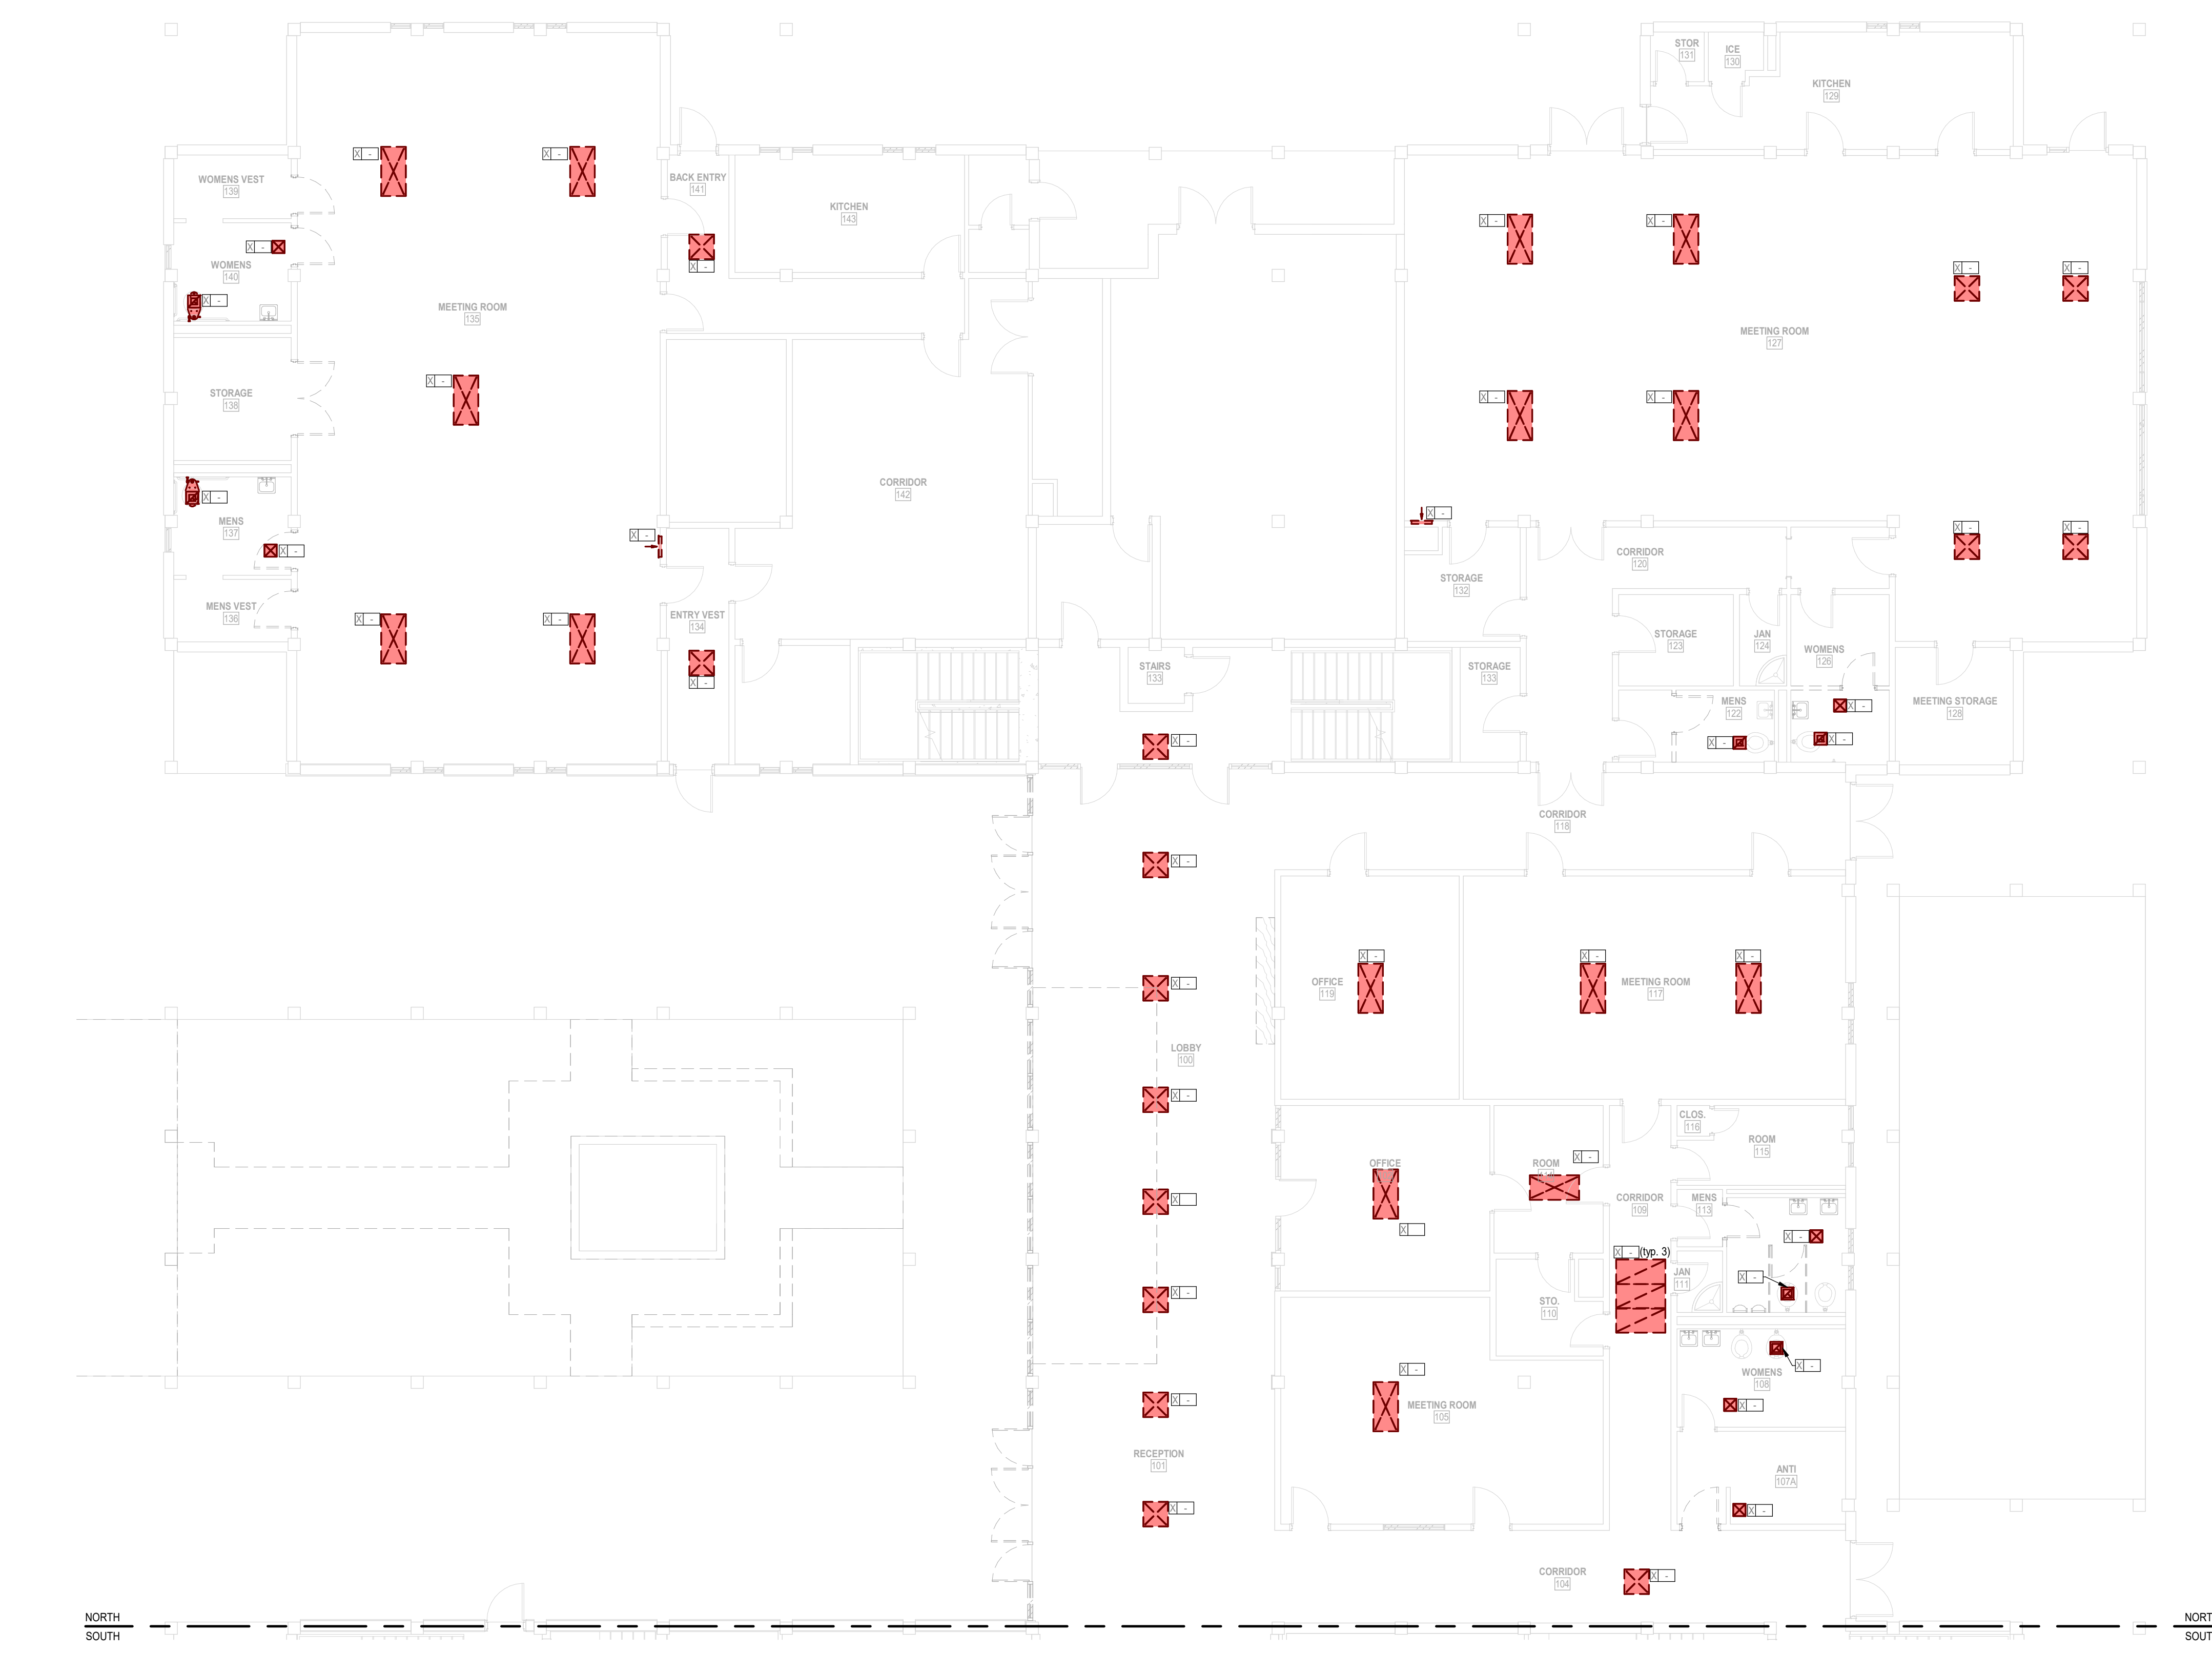 STOR
131
ICE
130
KITCHEN
129
X -
X -
WOMENS VEST
139
BACK ENTRY
141
KITCHEN
143
X -
X -
X -
WOMENS
140
X -
X -
X -
X -
MEETING ROOM
135
MEETING ROOM
127
X -
STORAGE
138
X -
X -
CORRIDOR
142
X -
MENS
137
X -
X -
X -
X -
X -
CORRIDOR
120
STORAGE
132
MENS VEST
136
X -
X -
ENTRY VEST
134
X -
STAIRS
133
STORAGE
133
STORAGE
123
JAN
124
WOMENS
126
MENS
122
X -
MEETING STORAGE
128
X -
X -
X -
CORRIDOR
118
X -
X -
X -
X -
OFFICE
119
X -
MEETING ROOM
117
LOBBY
100
X -
CLOS.
116
ROOM
115
X -
OFFICE
ROOM
X -
CORRIDOR
109
MENS
113
X
X -
X - (typ. 3)
JAN
111
X -
X -
STO.
110
X -
X -
WOMENS
108
X -
MEETING ROOM
105
X -
RECEPTION
101
ANTI
107A
X -
X -
CORRIDOR
104
X -
NORTH
SOUTH
NORT
SOUT